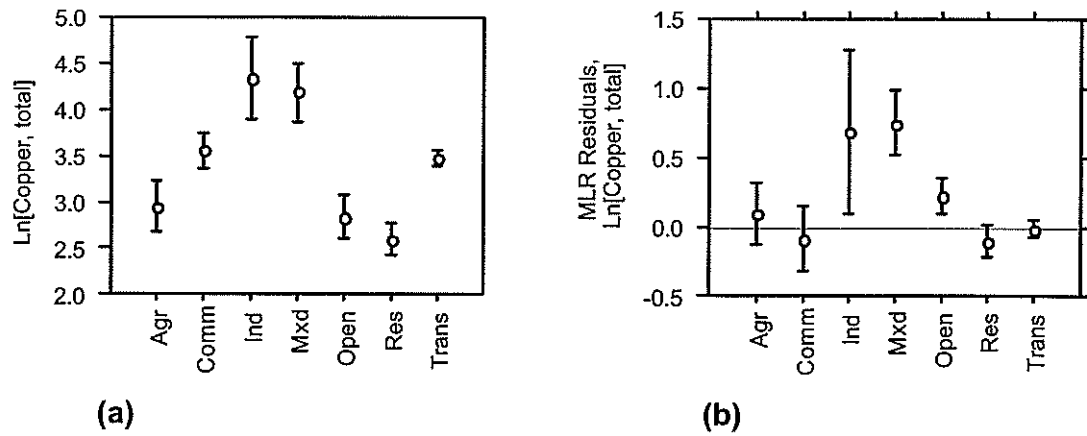 Ln[Copper, total]
5.0
4.5
4.0
3.5
3.0
2.5
2.0
Agr
Comm
Ind
Mxd
Open
Res
Trans
(a)
MLR Residuals,
Ln[Copper, total]
1.5
1.0
0.5
0.0
-0.5
Agr
Comm
Ind
Mxd
Open
Res
Trans
(b)